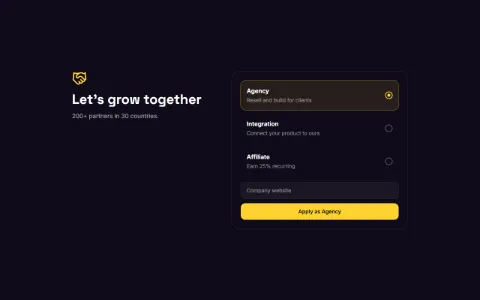 Let's grow together
200+ partners in 30 countries.
Agency
Resell and build for clients
Integration
Connect your product to ours
Affiliate
Earn 25% recurring
Company website
Apply as Agency